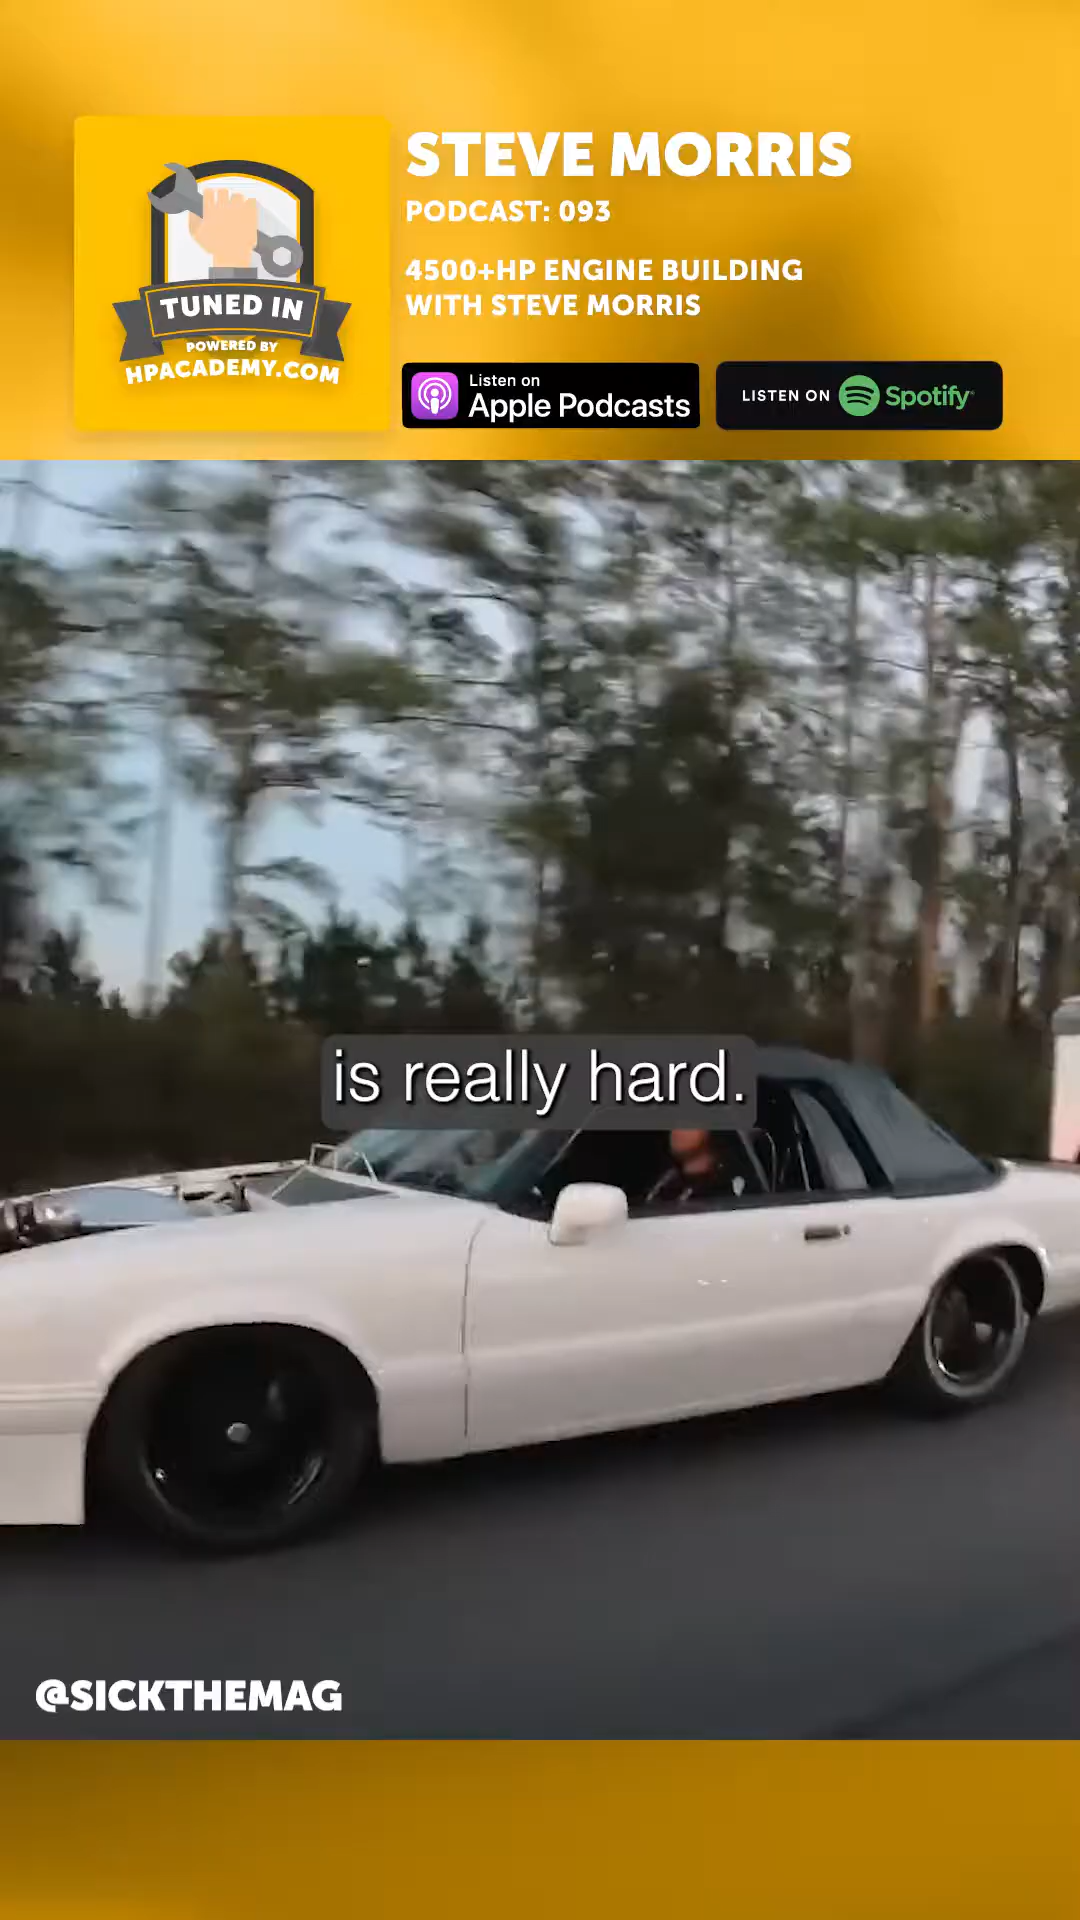 STEVE MORRIS
PODCAST: 093
4500+HP ENGINE BUILDING
WITH STEVE MORRIS
TUNED IN
POWERED BY
HPACADEMY.COM
Listen on
Apple Podcasts
LISTEN ON Spotify
is really hard.
@SICKTHEMAG